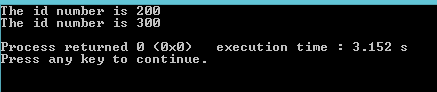 The id number is 200
The id number is 300
Process returned 0 (0x0)   execution time : 3.152 s
Press any key to continue.